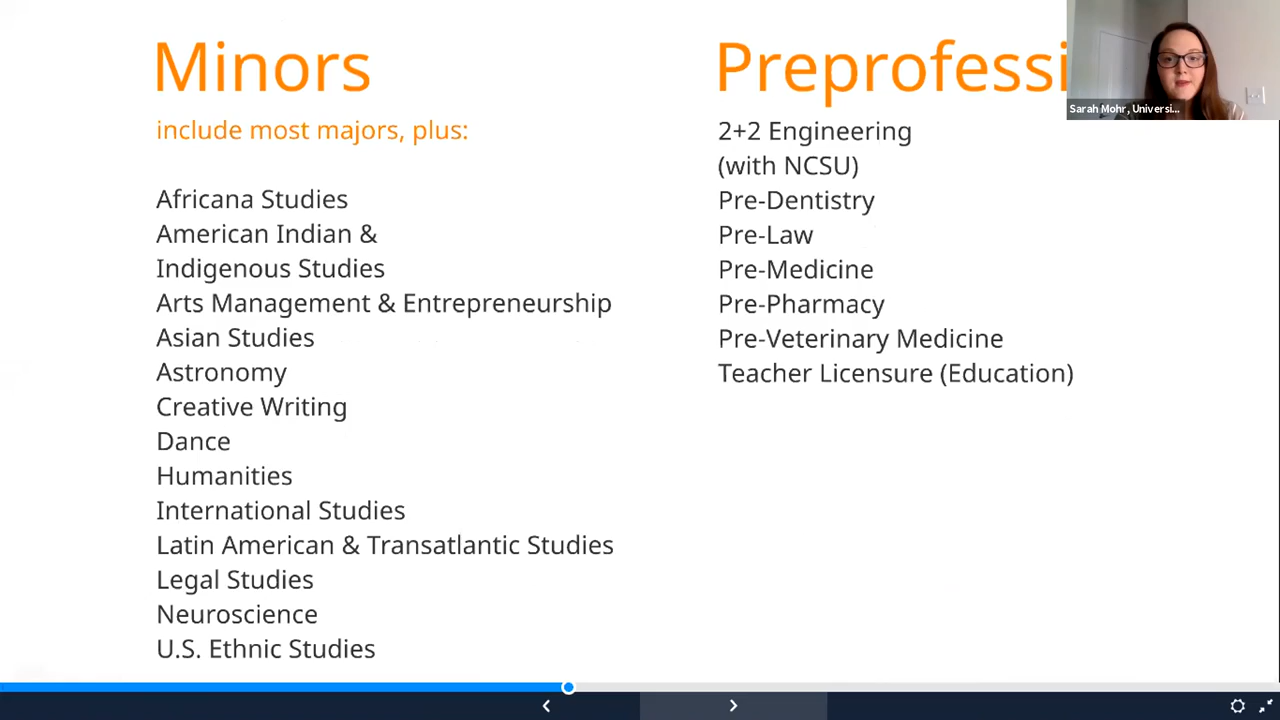 Minors
include most majors, plus:
Africana Studies
American Indian &
Indigenous Studies
Arts Management & Entrepreneurship
Asian Studies
Astronomy
Creative Writing
Dance
Humanities
International Studies
Latin American & Transatlantic Studies
Legal Studies
Neuroscience
U.S. Ethnic Studies
Preprofessi
2+2 Engineering
(with NCSU)
Pre-Dentistry
Pre-Law
Pre-Medicine
Pre-Pharmacy
Pre-Veterinary Medicine
Teacher Licensure (Education)
Sarah Mohr, Universi...